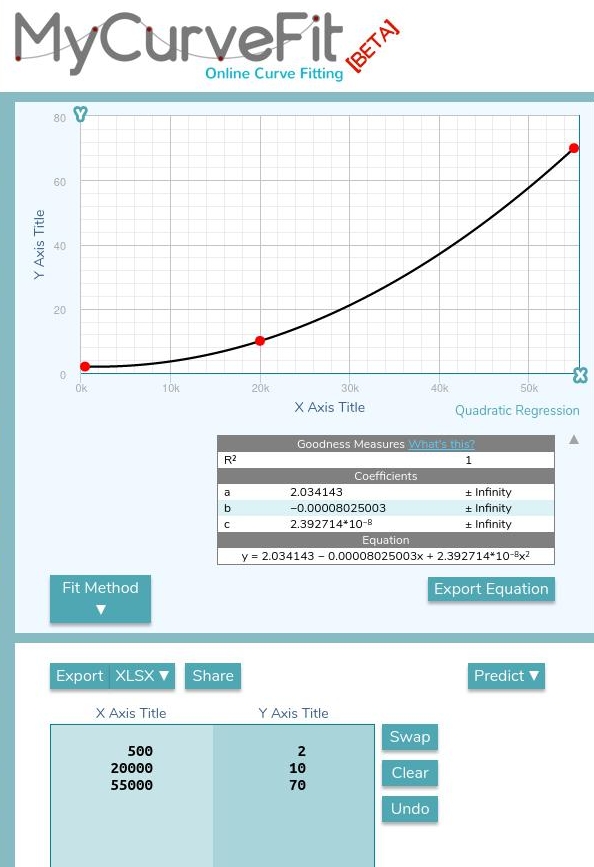 MyCurveFit
[BETA]
Online Curve Fitting
Y
80
60
40
20
0
Y Axis Title
0k 10k 20k 30k 40k 50k
X
X Axis Title
Quadratic Regression
Goodness Measures What's this?
R² 1
Coefficients
a 2.034143 ± Infinity
b −0.00008025003 ± Infinity
c 2.392714*10⁻⁸ ± Infinity
Equation
y = 2.034143 − 0.00008025003x + 2.392714*10⁻⁸x²
▲
Fit Method
▼
Export Equation
Export XLSX ▼ Share Predict ▼
X Axis Title Y Axis Title
Swap
500 2
20000 10
55000 70
Clear
Undo